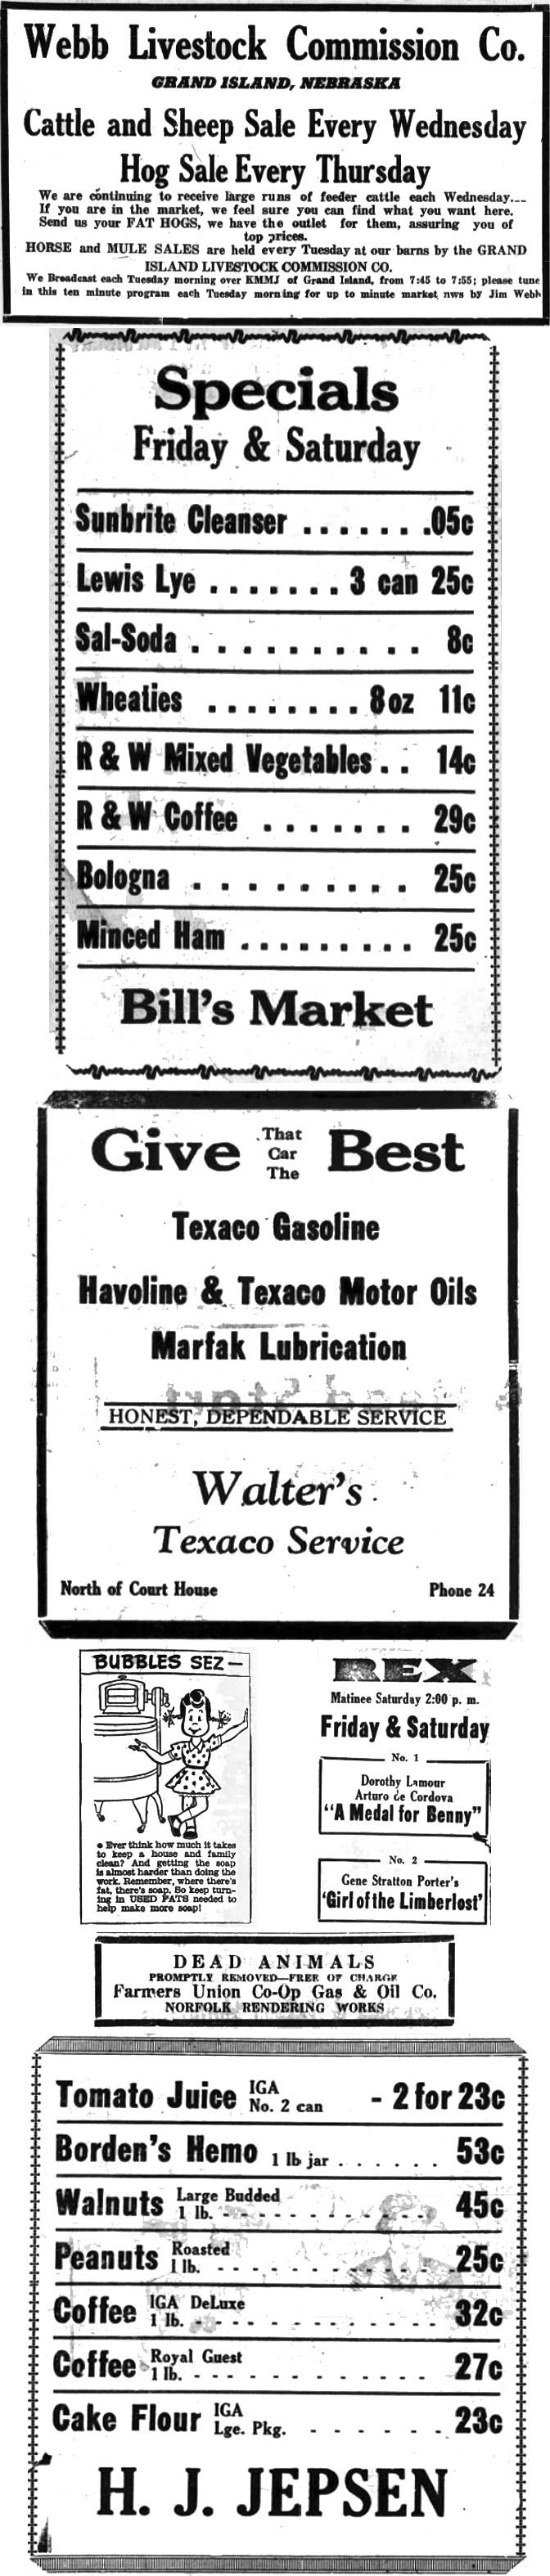 Webb Livestock Commission Co.
GRAND ISLAND, NEBRASKA
Cattle and Sheep Sale Every Wednesday
Hog Sale Every Thursday
We are continuing to receive large runs of feeder cattle each Wednesday---
If you are in the market, we feel sure you can find what you want here.
Send us your FAT HOGS, we have the outlet for them, assuring you of
top prices.
HORSE and MULE SALES are held every Tuesday at our barns by the GRAND
ISLAND LIVESTOCK COMMISSION CO.
We Broadcast each Tuesday morning over KMMJ of Grand Island, from 7:45 to 7:55; please tune
in this ten minute program each Tuesday morning for up to minute market nws by Jim Webb
Specials
Friday & Saturday
Sunbrite Cleanser . . . . . . . .05c
Lewis Lye . . . . . . . 3 can 25c
Sal-Soda . . . . . . . . . . 8c
Wheaties . . . . . . . . 8 oz 11c
R & W Mixed Vegetables . . 14c
R & W Coffee . . . . . . . 29c
Bologna . . . . . . . . . 25c
Minced Ham . . . . . . . . . 25c
Bill's Market
Give That Car The Best
Texaco Gasoline
Havoline & Texaco Motor Oils
Marfak Lubrication
HONEST, DEPENDABLE SERVICE
Walter's
Texaco Service
North of Court House Phone 24
BUBBLES SEZ—
● Ever think how much it takes
to keep a house and family
clean? And getting the soap
is almost harder than doing the
work. Remember, where there's
fat, there's soap. So keep turn-
ing in USED FATS needed to
help make more soap!
REX
Matinee Saturday 2:00 p. m.
Friday & Saturday
No. 1
Dorothy Lamour
Arturo de Cordova
"A Medal for Benny"
No. 2
Gene Stratton Porter's
'Girl of the Limberlost'
DEAD ANIMALS
PROMPTLY REMOVED—FREE OF CHARGE
Farmers Union Co-Op Gas & Oil Co.
NORFOLK RENDERING WORKS
Tomato Juice IGA No. 2 can - 2 for 23c
Borden's Hemo 1 lb jar . . . . . . 53c
Walnuts Large Budded 1 lb. - - - - - - - - - - - 45c
Peanuts Roasted 1 lb. - - - - - - - - - - - 25c
Coffee IGA DeLuxe 1 lb. - - - - - - - - - - - - 32c
Coffee Royal Guest 1 lb. - - - - - - - - - - - - 27c
Cake Flour IGA Lge. Pkg. - - - - - - 23c
H. J. JEPSEN